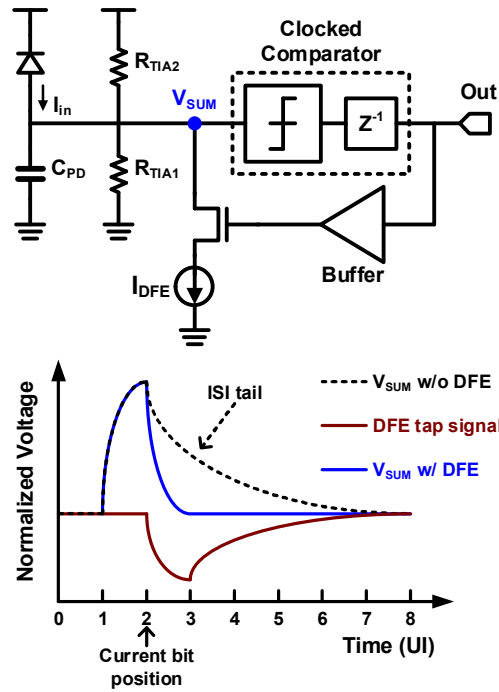 Clocked
Comparator
R_TIA2
I_in
V_SUM
Out
Z^-1
C_PD
R_TIA1
Buffer
I_DFE
Normalized Voltage
ISI tail
V_SUM w/o DFE
DFE tap signal
V_SUM w/ DFE
0 1 2 3 4 5 6 7 8
Time (UI)
Current bit
position